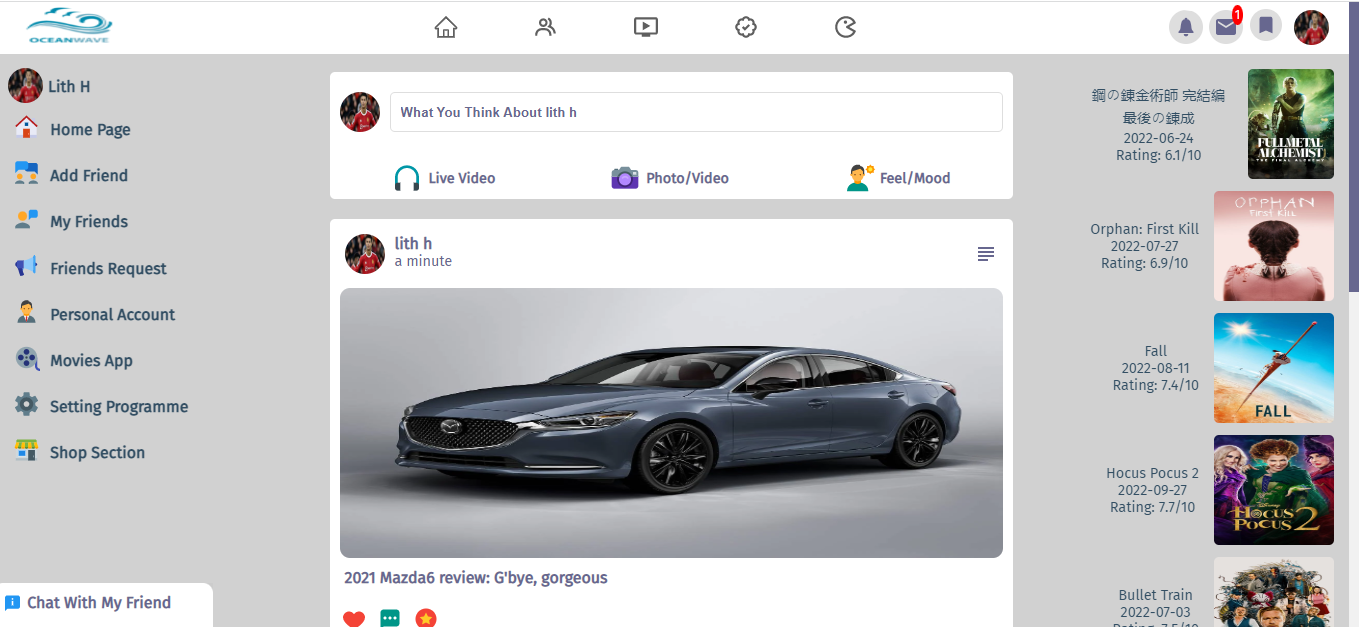 OCEANWAVE
1
Lith H
Home Page
Add Friend
My Friends
Friends Request
Personal Account
Movies App
Setting Programme
Shop Section
Chat With My Friend
What You Think About lith h
Live Video
Photo/Video
Feel/Mood
lith h
a minute
2021 Mazda6 review: G'bye, gorgeous
鋼の錬金術師 完結編
最後の錬成
2022-06-24
Rating: 6.1/10
FULLMETAL
ALCHEMIST
THE FINAL ALCHEMY
Orphan: First Kill
2022-07-27
Rating: 6.9/10
ORPHAN
FIRST KILL
Fall
2022-08-11
Rating: 7.4/10
FALL
Hocus Pocus 2
2022-09-27
Rating: 7.7/10
Disney
HOCUS
POCUS 2
Bullet Train
2022-07-03
Rating: 7.5/10